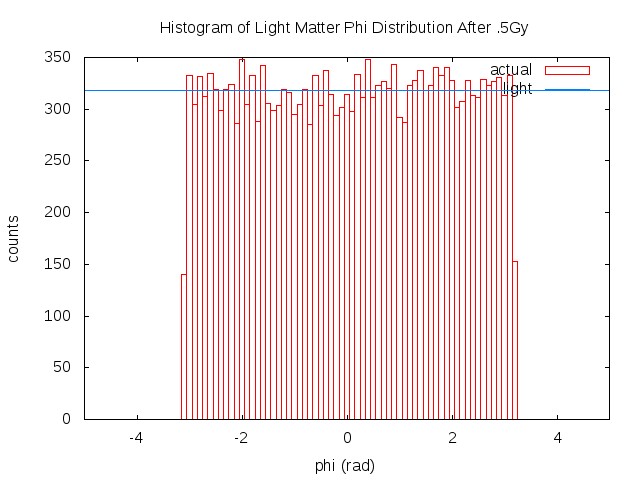 Histogram of Light Matter Phi Distribution After .5Gy
350
300
250
200
150
100
50
0
counts
actual
light
-4 -2 0 2 4
phi (rad)